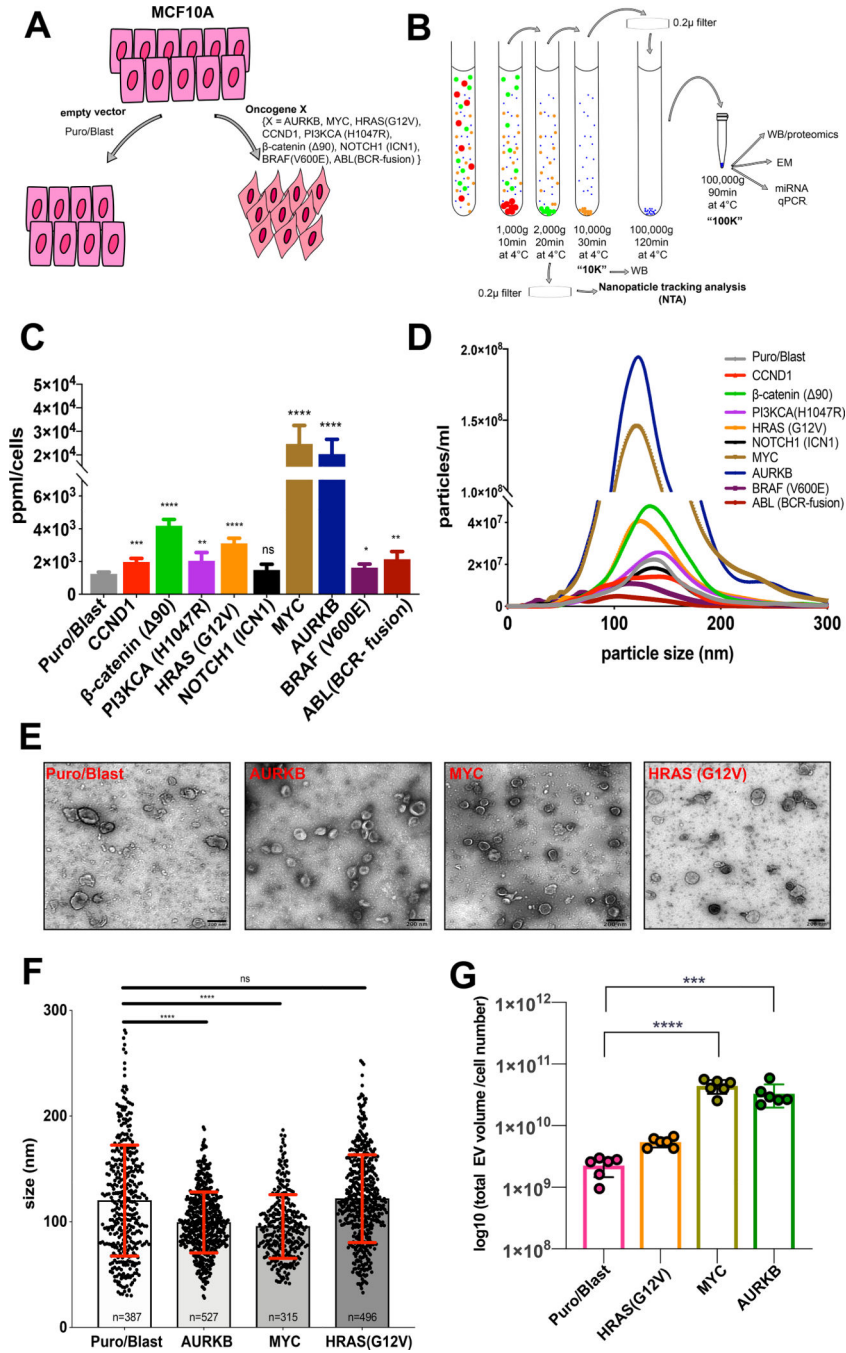 A
MCF10A
empty vector
Puro/Blast
Oncogene X
{X = AURKB, MYC, HRAS(G12V),
CCND1, PI3KCA (H1047R),
β-catenin (Δ90), NOTCH1 (ICN1),
BRAF(V600E), ABL(BCR-fusion) }
B
0.2μ filter
1,000g
10min
at 4°C
2,000g
20min
at 4°C
10,000g
30min
at 4°C
"10K"
WB
100,000g
120min
at 4°C
100,000g
90min
at 4°C
"100K"
WB/proteomics
EM
miRNA
qPCR
0.2μ filter
Nanopaticle tracking analysis
(NTA)
C
ppml/cells
5×10⁴
4×10⁴
3×10⁴
2×10⁴
6×10³
4×10³
2×10³
0
***
****
**
****
ns
****
****
*
**
Puro/Blast
CCND1
β-catenin (Δ90)
PI3KCA (H1047R)
HRAS (G12V)
NOTCH1 (ICN1)
MYC
AURKB
BRAF (V600E)
ABL(BCR- fusion)
D
particles/ml
2.0×10⁸
1.5×10⁸
1.0×10⁸
4×10⁷
2×10⁷
0
0
100
200
300
particle size (nm)
Puro/Blast
CCND1
β-catenin (Δ90)
PI3KCA(H1047R)
HRAS (G12V)
NOTCH1 (ICN1)
MYC
AURKB
BRAF (V600E)
ABL (BCR-fusion)
E
Puro/Blast
AURKB
MYC
HRAS (G12V)
200 nm
200 nm
200 nm
F
size (nm)
300
200
100
0
ns
****
****
n=387
n=527
n=315
n=496
Puro/Blast
AURKB
MYC
HRAS(G12V)
G
log10 (total EV volume /cell number)
1×10¹²
1×10¹¹
1×10¹⁰
1×10⁹
1×10⁸
***
****
Puro/Blast
HRAS(G12V)
MYC
AURKB